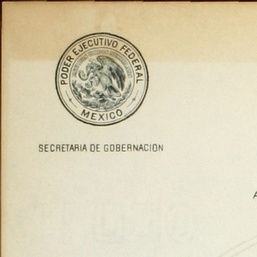 PODER EJECUTIVO FEDERAL
MEXICO
SECRETARIA DE GOBERNACION
A